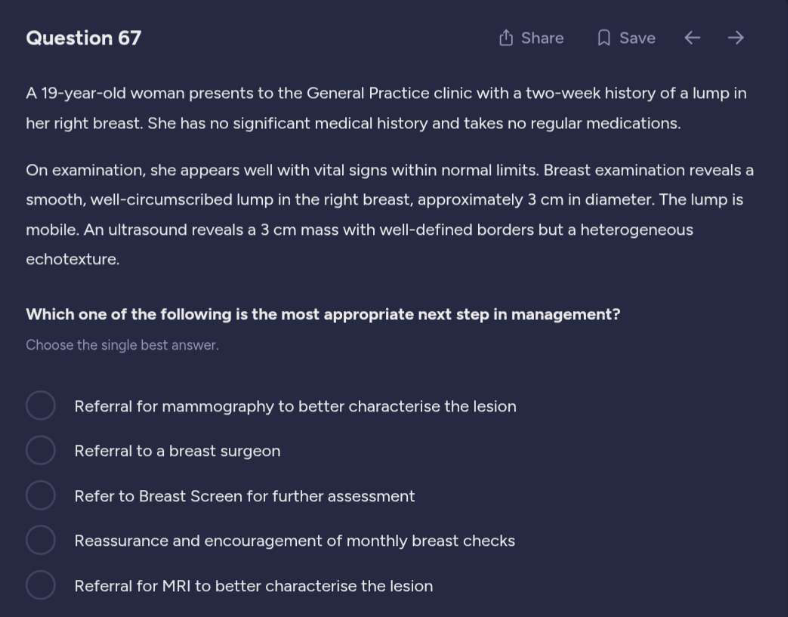 Question 67
Share
Save
A 19-year-old woman presents to the General Practice clinic with a two-week history of a lump in
her right breast. She has no significant medical history and takes no regular medications.
On examination, she appears well with vital signs within normal limits. Breast examination reveals a
smooth, well-circumscribed lump in the right breast, approximately 3 cm in diameter. The lump is
mobile. An ultrasound reveals a 3 cm mass with well-defined borders but a heterogeneous
echotexture.
Which one of the following is the most appropriate next step in management?
Choose the single best answer.
Referral for mammography to better characterise the lesion
Referral to a breast surgeon
Refer to Breast Screen for further assessment
Reassurance and encouragement of monthly breast checks
Referral for MRI to better characterise the lesion